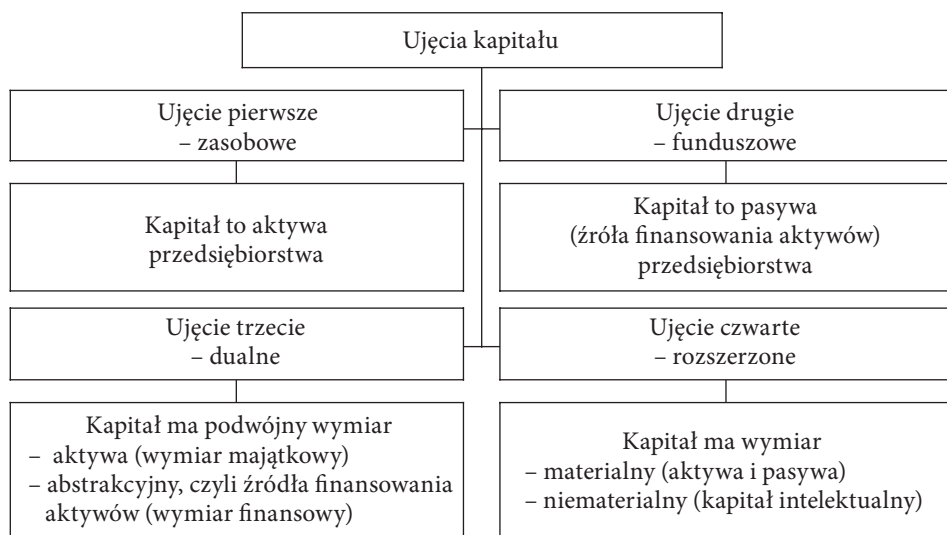 Ujęcia kapitału
Ujęcie pierwsze
– zasobowe
Ujęcie drugie
– funduszowe
Kapitał to aktywa
przedsiębiorstwa
Kapitał to pasywa
(źróła finansowania aktywów)
przedsiębiorstwa
Ujęcie trzecie
– dualne
Ujęcie czwarte
– rozszerzone
Kapitał ma podwójny wymiar
– aktywa (wymiar majątkowy)
– abstrakcyjny, czyli źródła finansowania
aktywów (wymiar finansowy)
Kapitał ma wymiar
– materialny (aktywa i pasywa)
– niematerialny (kapitał intelektualny)